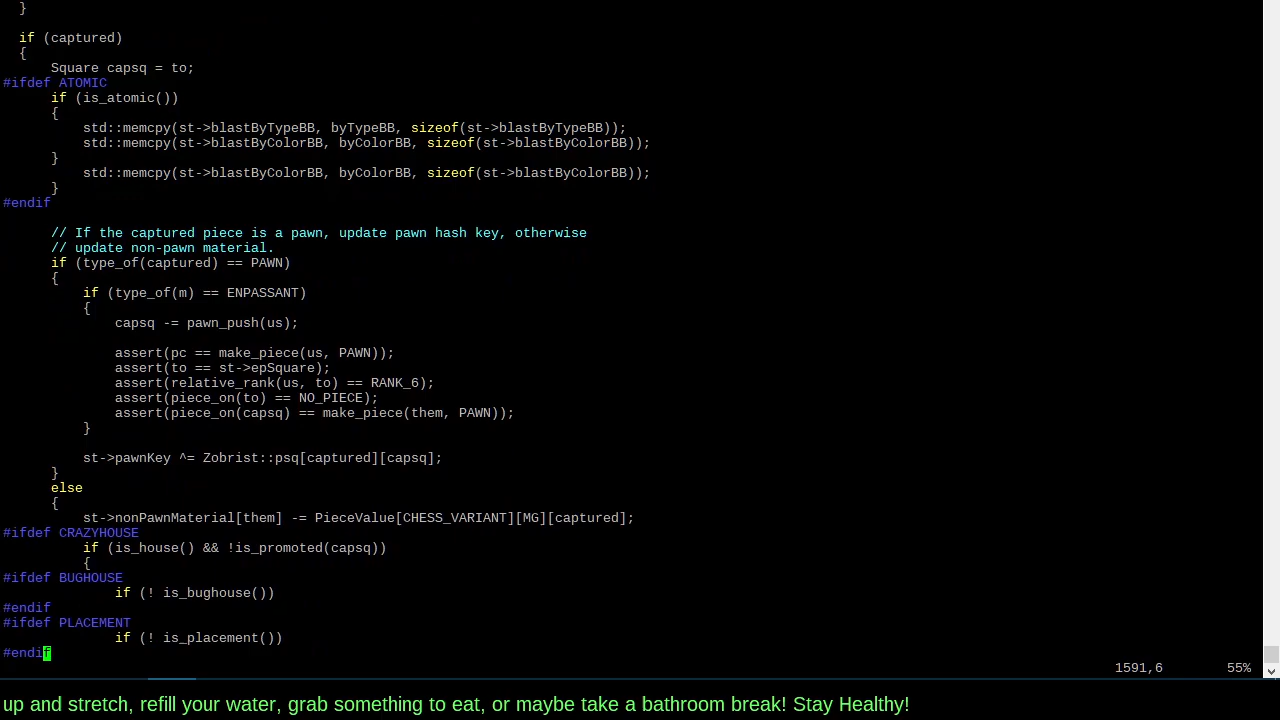 }

  if (captured)
  {
      Square capsq = to;
#ifdef ATOMIC
      if (is_atomic())
      {
          std::memcpy(st->blastByTypeBB, byTypeBB, sizeof(st->blastByTypeBB));
          std::memcpy(st->blastByColorBB, byColorBB, sizeof(st->blastByColorBB));
      }
          std::memcpy(st->blastByColorBB, byColorBB, sizeof(st->blastByColorBB));
      }
#endif

      // If the captured piece is a pawn, update pawn hash key, otherwise
      // update non-pawn material.
      if (type_of(captured) == PAWN)
      {
          if (type_of(m) == ENPASSANT)
          {
              capsq -= pawn_push(us);

              assert(pc == make_piece(us, PAWN));
              assert(to == st->epSquare);
              assert(relative_rank(us, to) == RANK_6);
              assert(piece_on(to) == NO_PIECE);
              assert(piece_on(capsq) == make_piece(them, PAWN));
          }

          st->pawnKey ^= Zobrist::psq[captured][capsq];
      }
      else
      {
          st->nonPawnMaterial[them] -= PieceValue[CHESS_VARIANT][MG][captured];
#ifdef CRAZYHOUSE
          if (is_house() && !is_promoted(capsq))
          {
#ifdef BUGHOUSE
              if (! is_bughouse())
#endif
#ifdef PLACEMENT
              if (! is_placement())
#endif
1591,6 55%
up and stretch, refill your water, grab something to eat, or maybe take a bathroom break! Stay Healthy!